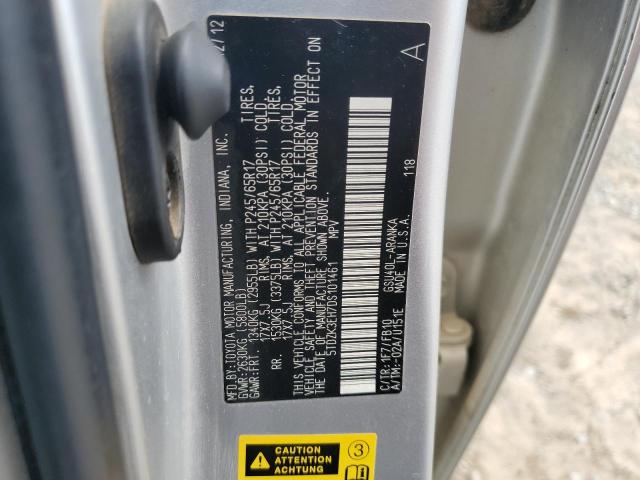 MFD.BY:TOYOTA MOTOR MANUFACTURING, INDIANA, INC. 2/12
GVWR:2630KG (5800LB)
GAWR:FRT. 1340KG (2955LB) WITH P245/65R17 TIRES,
17X7.5J RIMS, AT 210KPA (30PSI) COLD.
RR. 1530KG (3375LB) WITH P245/65R17 TIRES,
17X7.5J RIMS, AT 210KPA (30PSI) COLD.
THIS VEHICLE CONFORMS TO ALL APPLICABLE FEDERAL MOTOR
VEHICLE SAFETY AND THEFT PREVENTION STANDARDS IN EFFECT ON
THE DATE OF MANUFACTURE SHOWN ABOVE.
5TDZK3EH7DS101461 MPV
A
C/TR:1F7/FB10 GSU40L-ARANKA 118
A/TM:-02A/U151E MADE IN U.S.A.
CAUTION
ATTENTION
ACHTUNG
3